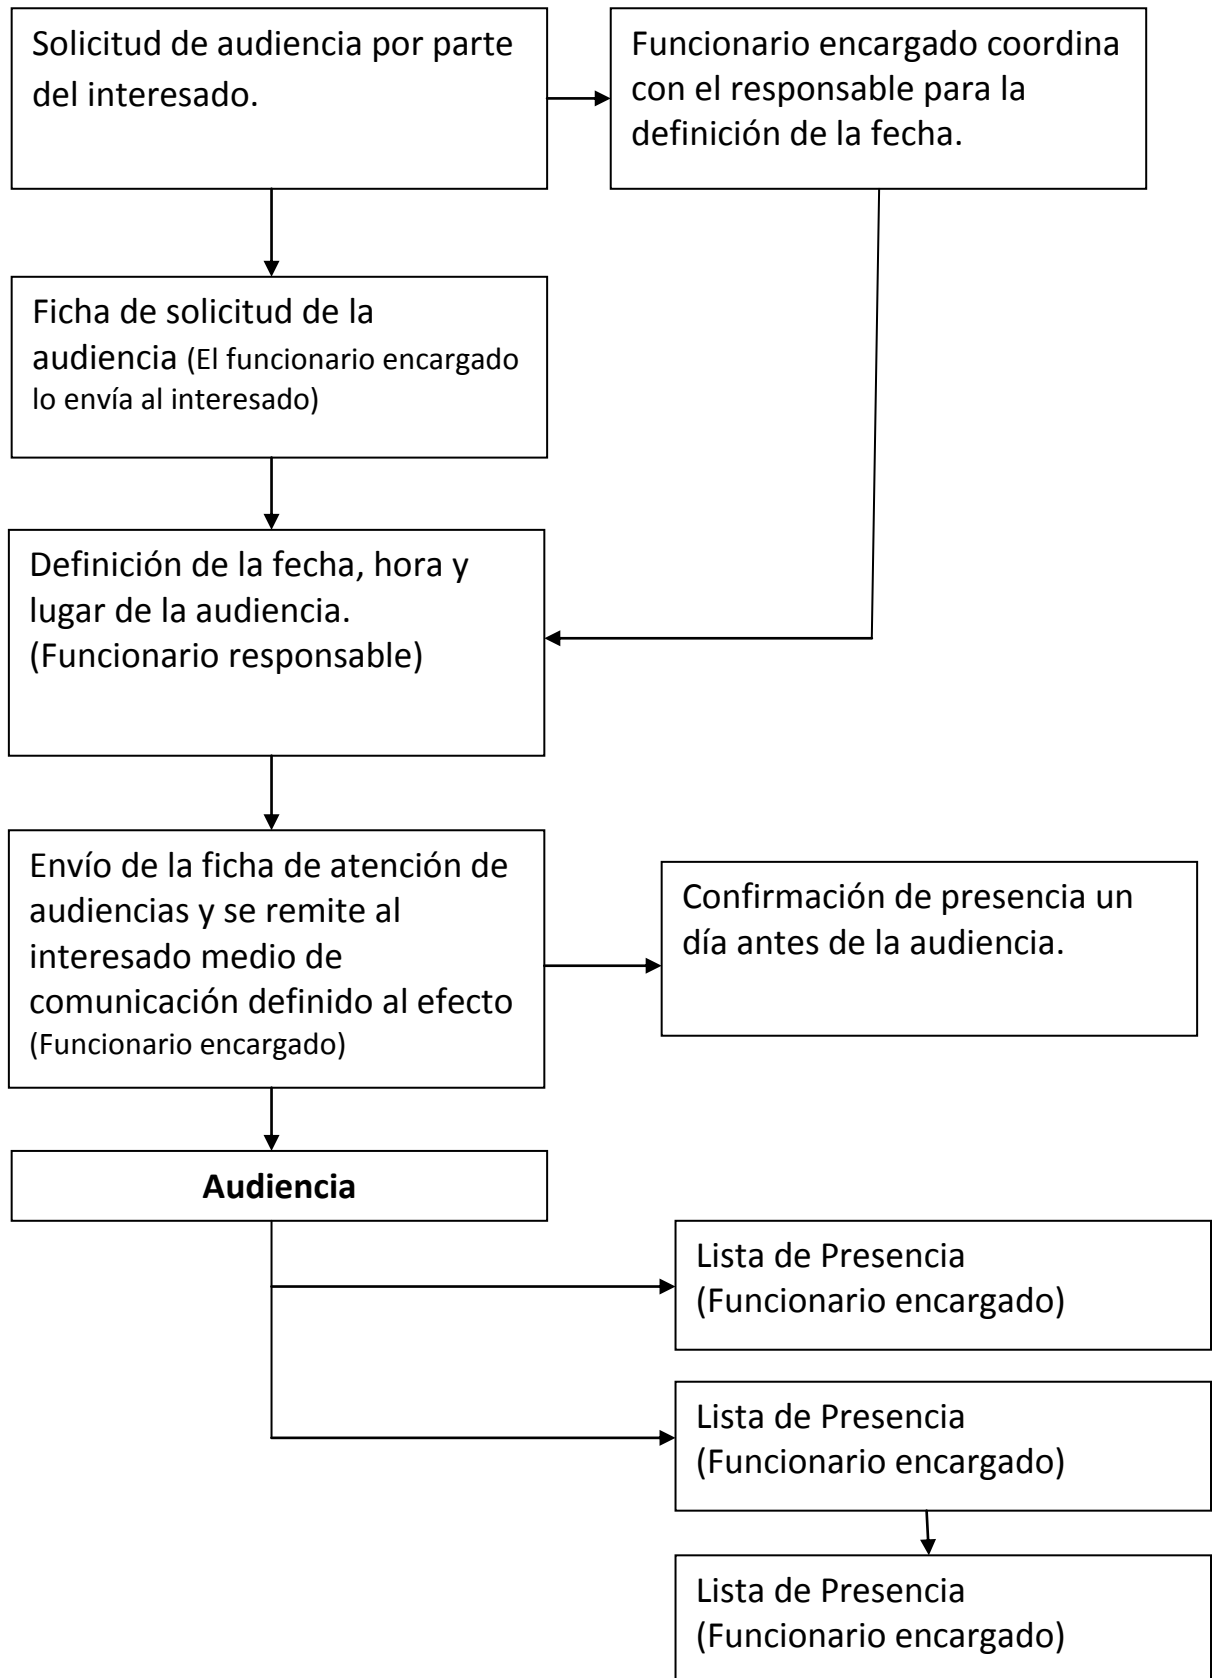 Solicitud de audiencia por parte
del interesado.
Funcionario encargado coordina
con el responsable para la
definición de la fecha.
Ficha de solicitud de la
audiencia (El funcionario encargado
lo envía al interesado)
Definición de la fecha, hora y
lugar de la audiencia.
(Funcionario responsable)
Envío de la ficha de atención de
audiencias y se remite al
interesado medio de
comunicación definido al efecto
(Funcionario encargado)
Confirmación de presencia un
día antes de la audiencia.
Audiencia
Lista de Presencia
(Funcionario encargado)
Lista de Presencia
(Funcionario encargado)
Lista de Presencia
(Funcionario encargado)